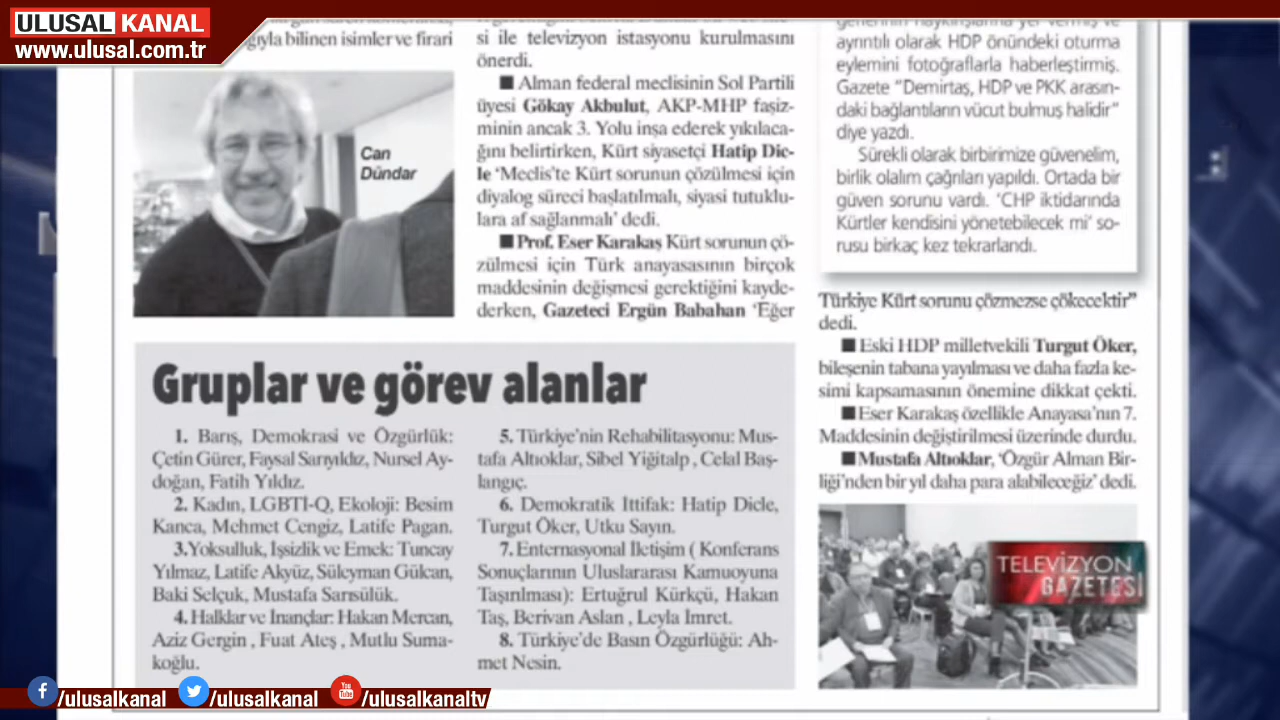 ULUSAL KANAL
www.ulusal.com.tr
ğıyla bilinen isimler ve firari
Can
Dündar
si ile televizyon istasyonu kurulmasını
önerdi.
■ Alman federal meclisinin Sol Partili
üyesi Gökay Akbulut, AKP-MHP faşiz-
minin ancak 3. Yolu inşa ederek yıkılaca-
ğını belirtirken, Kürt siyasetçi Hatip Dic-
le ‘Meclis’te Kürt sorunun çözülmesi için
diyalog süreci başlatılmalı, siyasi tutuklu-
lara af sağlanmalı’ dedi.
■ Prof. Eser Karakaş Kürt sorunun çö-
zülmesi için Türk anayasasının birçok
maddesinin değişmesi gerektiğini kayde-
derken, Gazeteci Ergün Babahan ‘Eğer
ayrıntılı olarak HDP önündeki oturma
eylemini fotoğraflarla haberleştirmiş.
Gazete “Demirtaş, HDP ve PKK arasın-
daki bağlantıların vücut bulmuş halidir”
diye yazdı.
Sürekli olarak birbirimize güvenelim,
birlik olalım çağrıları yapıldı. Ortada bir
güven sorunu vardı. ‘CHP iktidarında
Kürtler kendisini yönetebilecek mi’ so-
rusu birkaç kez tekrarlandı.
Türkiye Kürt sorunu çözmezse çökecektir”
dedi.
■ Eski HDP milletvekili Turgut Öker,
bileşenin tabana yayılması ve daha fazla ke-
simi kapsamasının önemine dikkat çekti.
■ Eser Karakaş özellikle Anayasa’nın 7.
Maddesinin değiştirilmesi üzerinde durdu.
■ Mustafa Altıoklar, ‘Özgür Alman Bir-
liği’nden bir yıl daha para alabileceğiz’ dedi.
Gruplar ve görev alanlar
1. Barış, Demokrasi ve Özgürlük:
Çetin Gürer, Faysal Sarıyıldız, Nursel Ay-
doğan, Fatih Yıldız.
2. Kadın, LGBTİ-Q, Ekoloji: Besim
Kanca, Mehmet Cengiz, Latife Pagan.
3.Yoksulluk, İşsizlik ve Emek: Tuncay
Yılmaz, Latife Akyüz, Süleyman Gülcan,
Baki Selçuk, Mustafa Sarısülük.
4. Halklar ve İnançlar: Hakan Mercan,
Aziz Gergin , Fuat Ateş , Mutlu Suma-
koğlu.
5. Türkiye’nin Rehabilitasyonu: Mus-
tafa Altıoklar, Sibel Yiğitalp , Celal Baş-
langıç.
6. Demokratik İttifak: Hatip Dicle,
Turgut Öker, Utku Sayın.
7. Enternasyonal İletişim ( Konferans
Sonuçlarının Uluslararası Kamuoyuna
Taşırılması): Ertuğrul Kürkçü, Hakan
Taş, Berivan Aslan , Leyla İmret.
8. Türkiye’de Basın Özgürlüğü: Ah-
met Nesin.
TELEVİZYON
GAZETESİ
/ulusalkanal
/ulusalkanal
/ulusalkanaltv